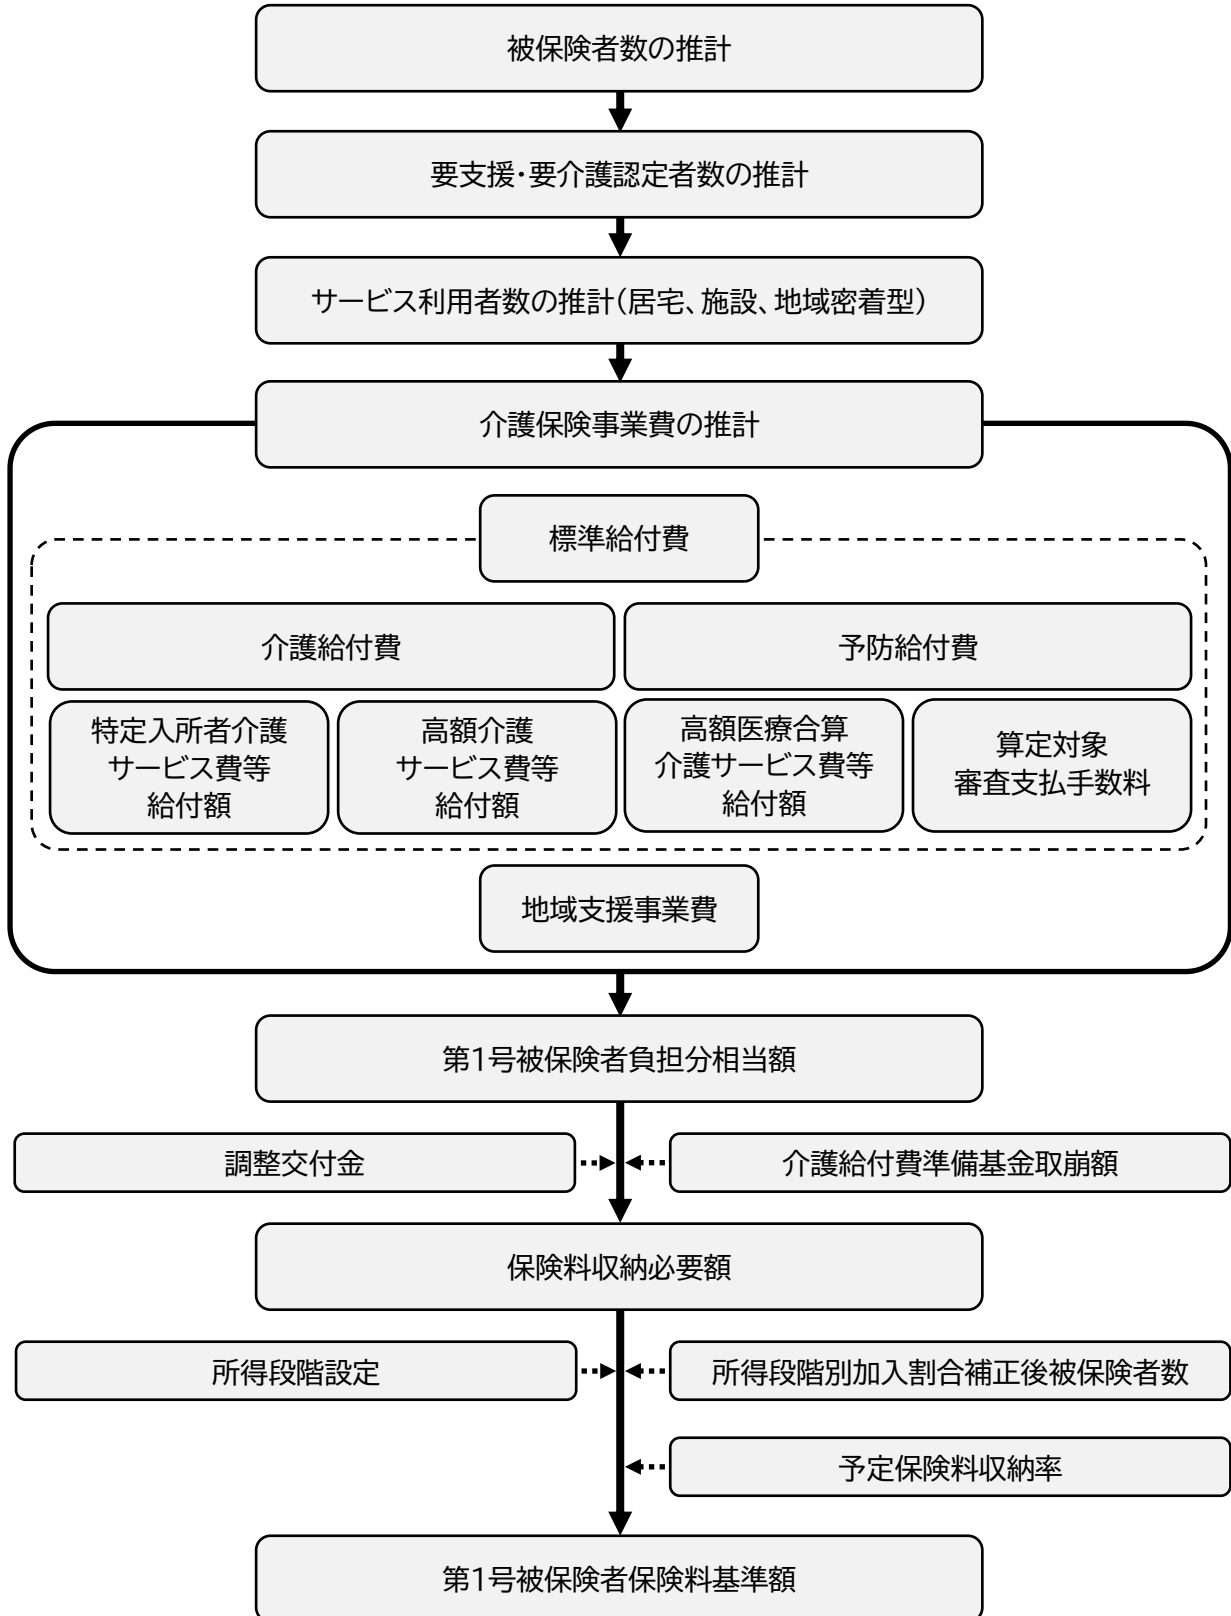 被保険者数の推計
要支援・要介護認定者数の推計
サービス利用者数の推計(居宅、施設、地域密着型)
介護保険事業費の推計
標準給付費
介護給付費
予防給付費
特定入所者介護
サービス費等
給付額
高額介護
サービス費等
給付額
高額医療合算
介護サービス費等
給付額
算定対象
審査支払手数料
地域支援事業費
第1号被保険者負担分相当額
調整交付金
介護給付費準備基金取崩額
保険料収納必要額
所得段階設定
所得段階別加入割合補正後被保険者数
予定保険料収納率
第1号被保険者保険料基準額